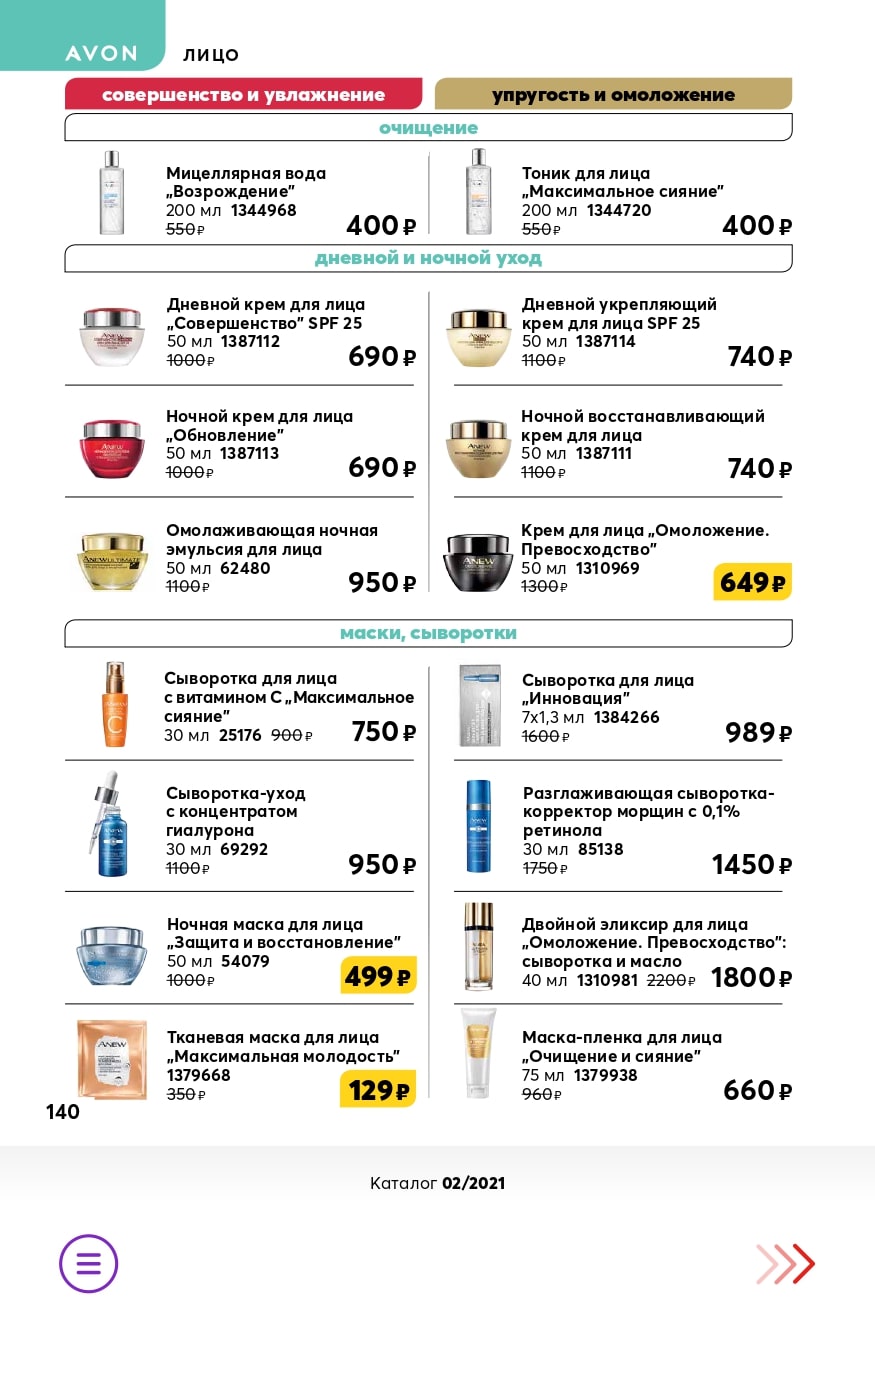 AVON
ЛИЦО
совершенство и увлажнение
упругость и омоложение
очищение
Мицеллярная вода
„Возрождение”
200 мл 1344968
550 ₽
400 ₽
Тоник для лица
„Максимальное сияние”
200 мл 1344720
550 ₽
400 ₽
дневной и ночной уход
Дневной крем для лица
„Совершенство” SPF 25
50 мл 1387112
1000 ₽
690 ₽
Дневной укрепляющий
крем для лица SPF 25
50 мл 1387114
1100 ₽
740 ₽
Ночной крем для лица
„Обновление”
50 мл 1387113
1000 ₽
690 ₽
Ночной восстанавливающий
крем для лица
50 мл 1387111
1100 ₽
740 ₽
Омолаживающая ночная
эмульсия для лица
50 мл 62480
1100 ₽
950 ₽
Крем для лица „Омоложение.
Превосходство”
50 мл 1310969
1300 ₽
649 ₽
маски, сыворотки
Сыворотка для лица
с витамином С „Максимальное
сияние”
30 мл 25176 900 ₽
750 ₽
Сыворотка для лица
„Инновация”
7х1,3 мл 1384266
1600 ₽
989 ₽
Сыворотка-уход
с концентратом
гиалурона
30 мл 69292
1100 ₽
950 ₽
Разглаживающая сыворотка-
корректор морщин с 0,1%
ретинола
30 мл 85138
1750 ₽
1450 ₽
Ночная маска для лица
„Защита и восстановление”
50 мл 54079
1000 ₽
499 ₽
Двойной эликсир для лица
„Омоложение. Превосходство”:
сыворотка и масло
40 мл 1310981 2200 ₽
1800 ₽
ANEW
Тканевая маска для лица
„Максимальная молодость”
1379668
350 ₽
129 ₽
Маска-пленка для лица
„Очищение и сияние”
75 мл 1379938
960 ₽
660 ₽
140
Каталог 02/2021